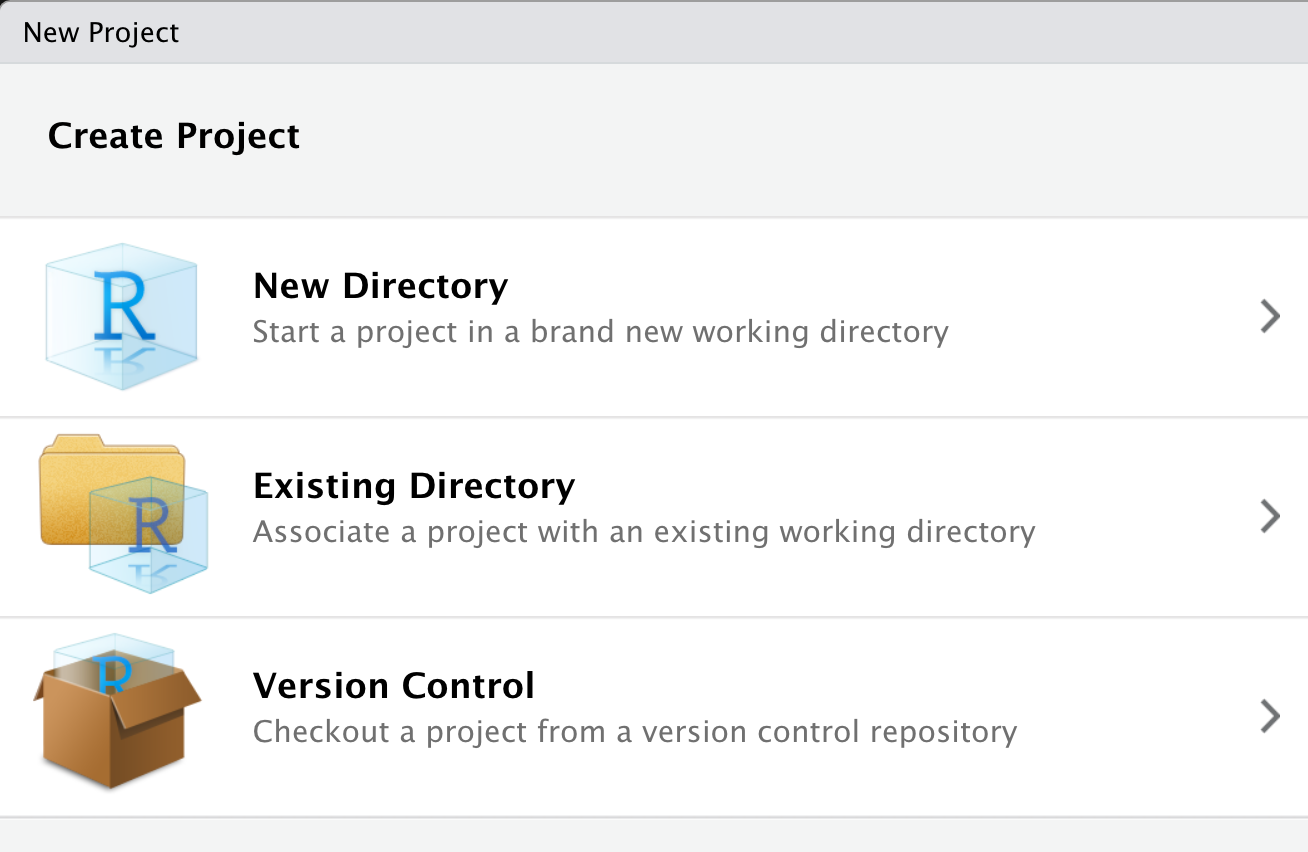 New Project
Create Project
R
New Directory
Start a project in a brand new working directory
R
Existing Directory
Associate a project with an existing working directory
R
Version Control
Checkout a project from a version control repository